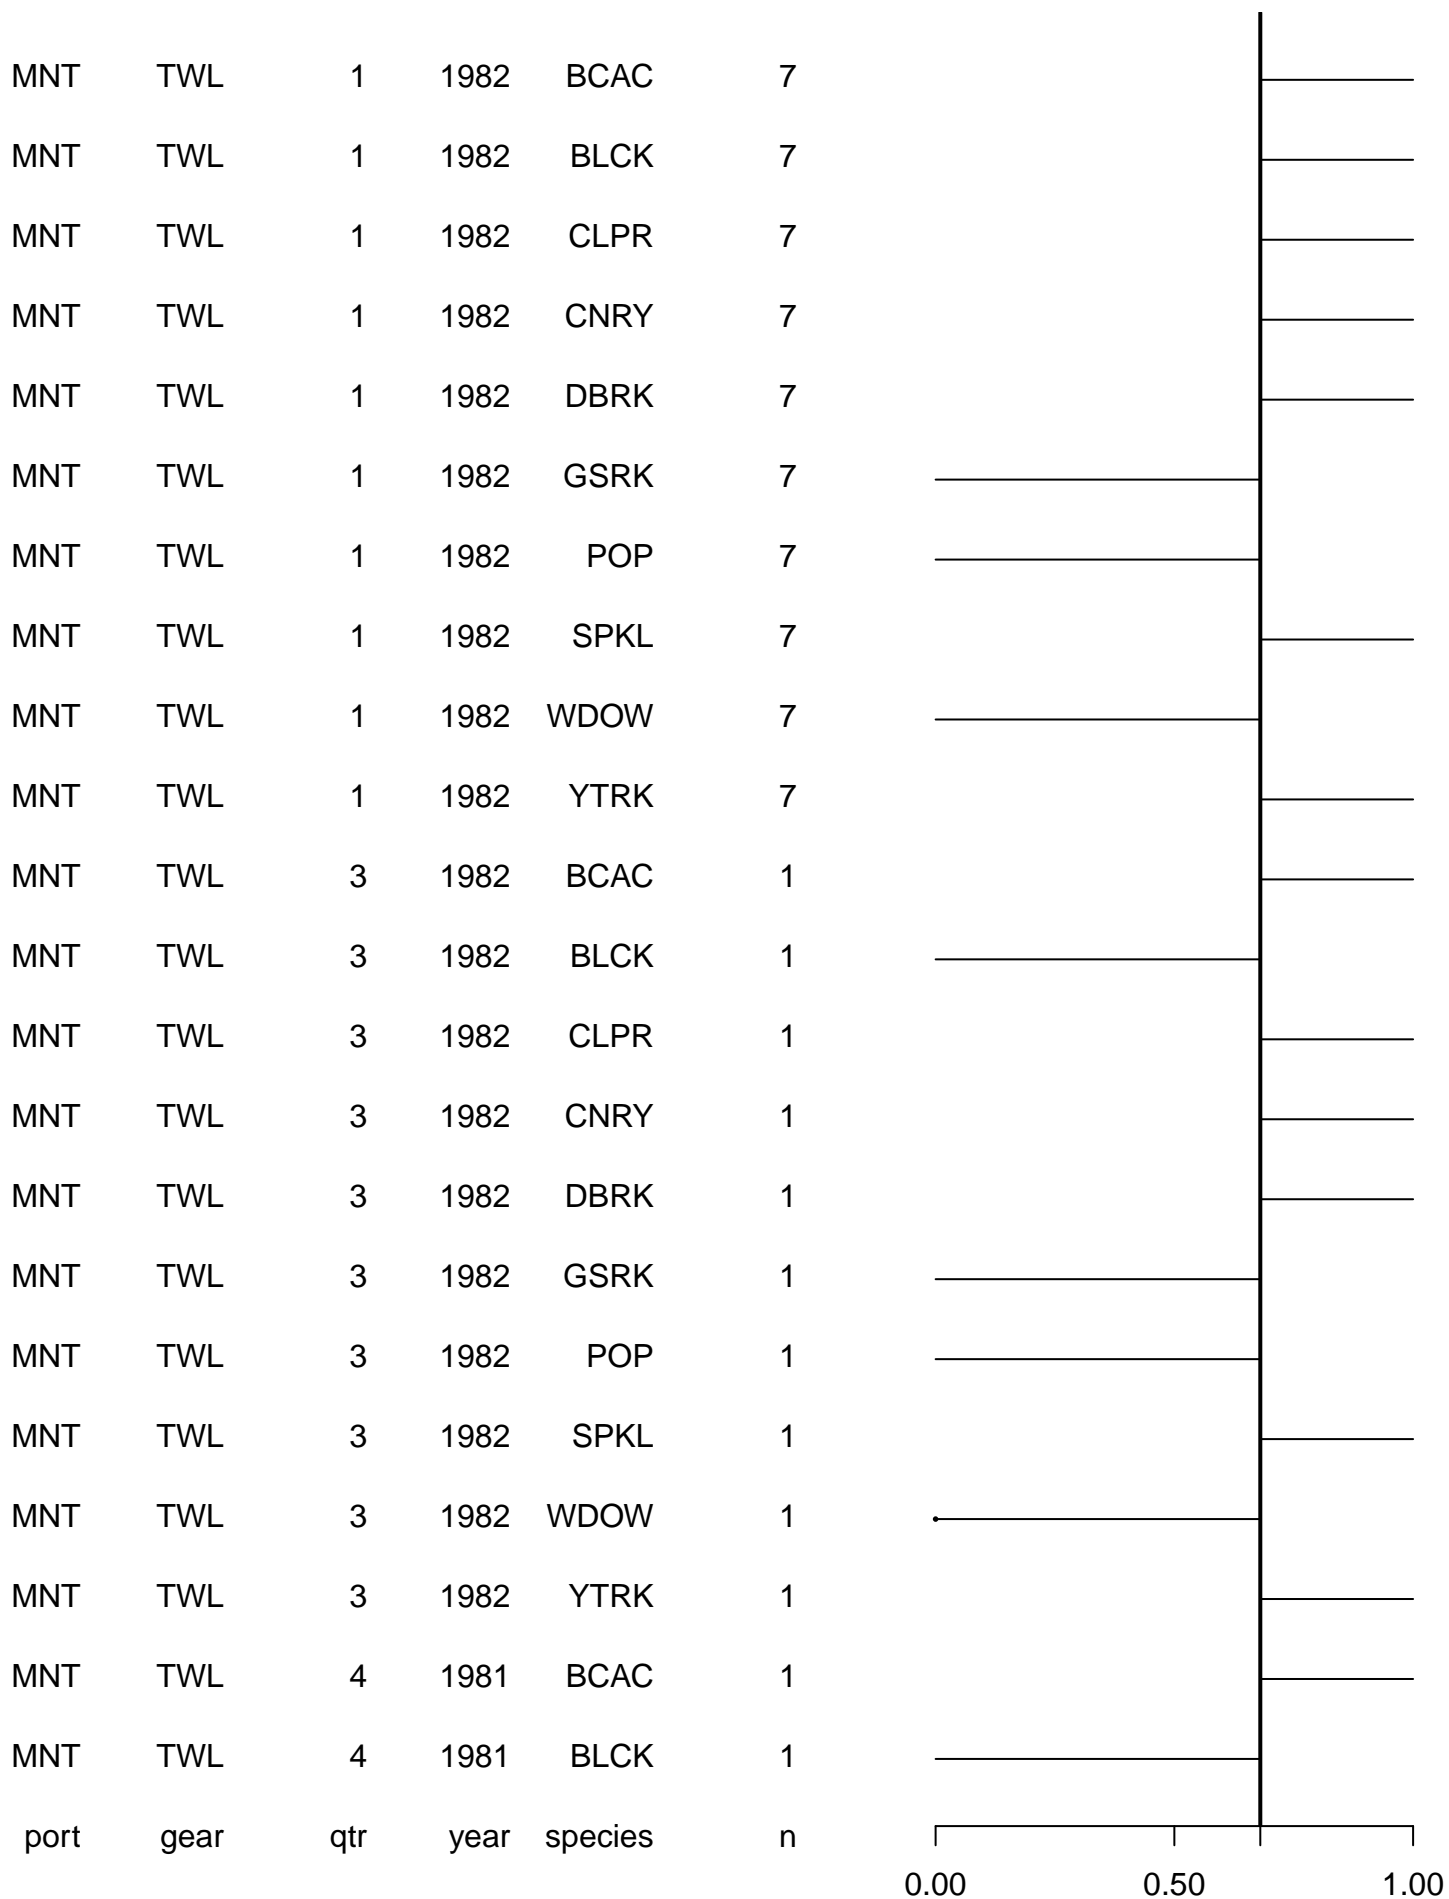 MNT TWL 1 1982 BCAC 7
MNT TWL 1 1982 BLCK 7
MNT TWL 1 1982 CLPR 7
MNT TWL 1 1982 CNRY 7
MNT TWL 1 1982 DBRK 7
MNT TWL 1 1982 GSRK 7
MNT TWL 1 1982 POP 7
MNT TWL 1 1982 SPKL 7
MNT TWL 1 1982 WDOW 7
MNT TWL 1 1982 YTRK 7
MNT TWL 3 1982 BCAC 1
MNT TWL 3 1982 BLCK 1
MNT TWL 3 1982 CLPR 1
MNT TWL 3 1982 CNRY 1
MNT TWL 3 1982 DBRK 1
MNT TWL 3 1982 GSRK 1
MNT TWL 3 1982 POP 1
MNT TWL 3 1982 SPKL 1
MNT TWL 3 1982 WDOW 1
MNT TWL 3 1982 YTRK 1
MNT TWL 4 1981 BCAC 1
MNT TWL 4 1981 BLCK 1
port gear qtr year species n
0.00 0.50 1.00